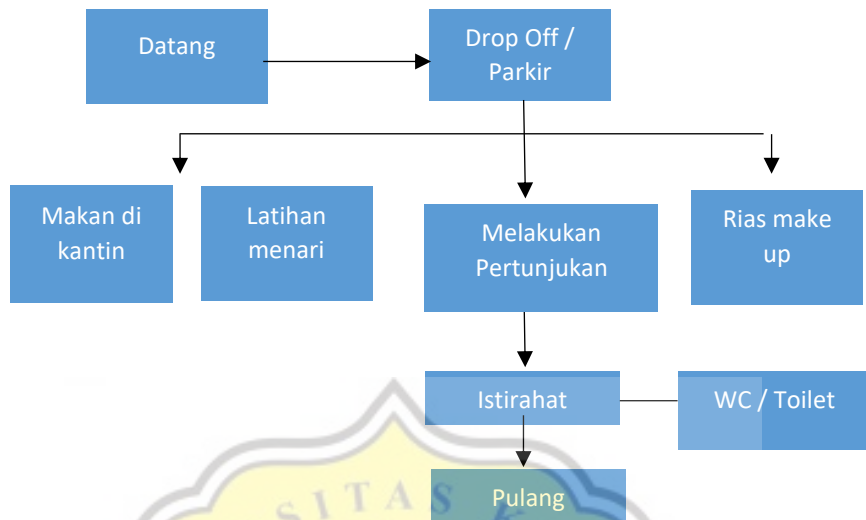 Datang
Drop Off /
Parkir
Makan di
kantin
Latihan
menari
Melakukan
Pertunjukan
Rias make
up
Istirahat
WC / Toilet
Pulang
S I T A S